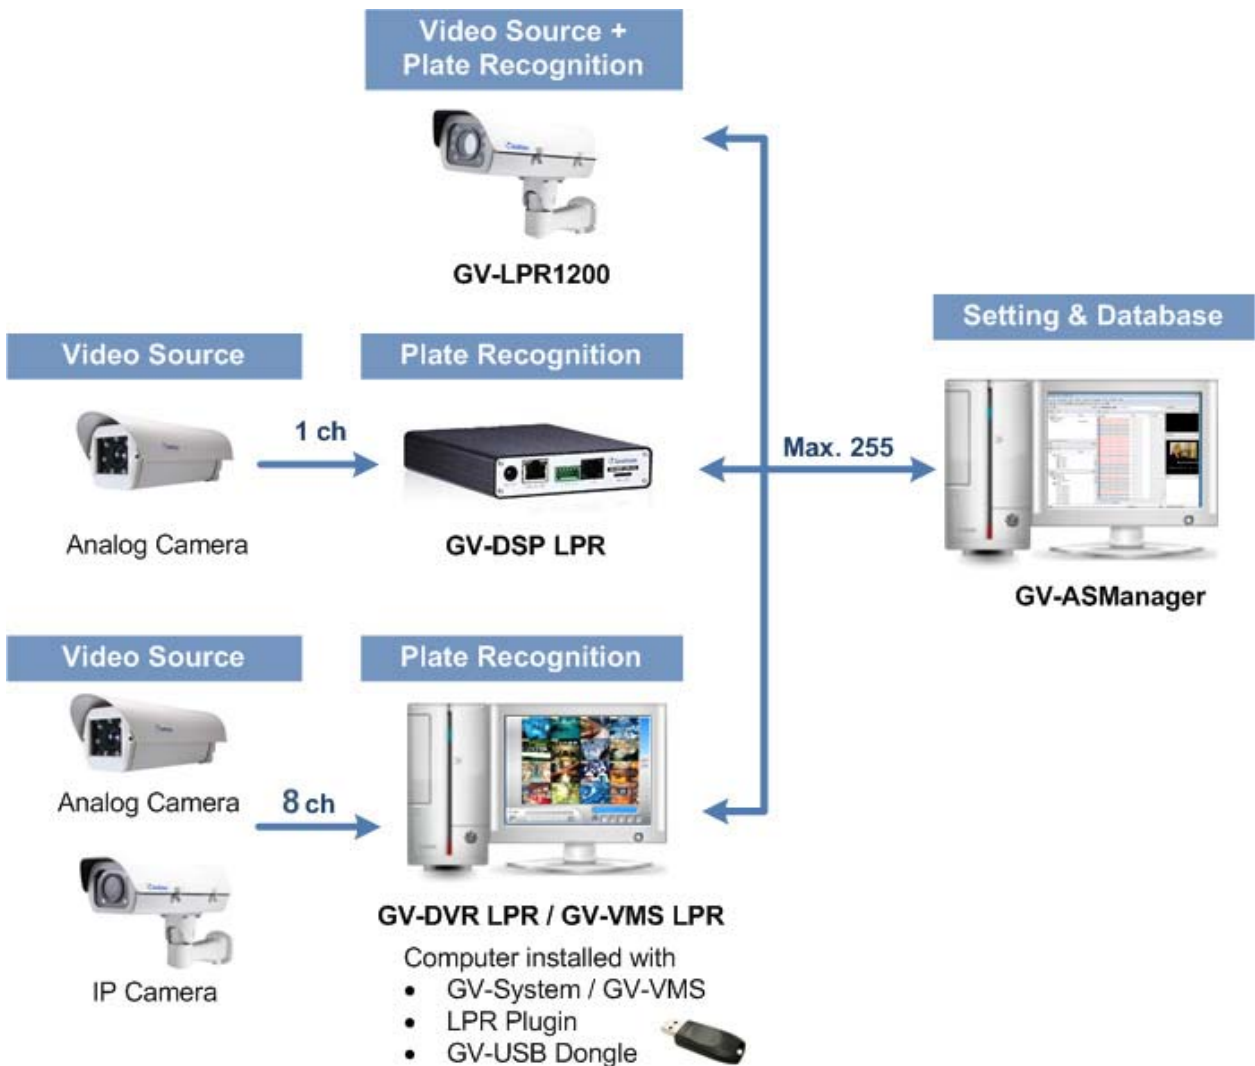 Video Source +
Plate Recognition
GV-LPR1200
Setting & Database
Video Source
Plate Recognition
1 ch
Max. 255
Analog Camera
GV-DSP LPR
GV-ASManager
Video Source
Plate Recognition
Analog Camera
8 ch
GV-DVR LPR / GV-VMS LPR
IP Camera
Computer installed with
• GV-System / GV-VMS
• LPR Plugin
• GV-USB Dongle